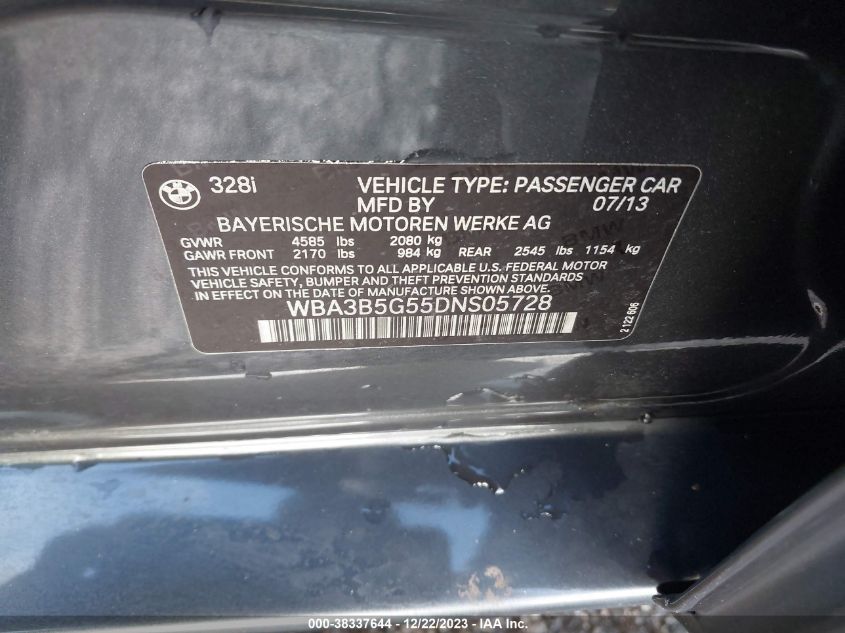 328i VEHICLE TYPE: PASSENGER CAR
MFD BY 07/13
BAYERISCHE MOTOREN WERKE AG
GVWR 4585 lbs 2080 kg
GAWR FRONT 2170 lbs 984 kg REAR 2545 lbs 1154 kg
THIS VEHICLE CONFORMS TO ALL APPLICABLE U.S. FEDERAL MOTOR
VEHICLE SAFETY, BUMPER AND THEFT PREVENTION STANDARDS
IN EFFECT ON THE DATE OF MANUFACTURE SHOWN ABOVE.
WBA3B5G55DNS05728
2 122 606
000-38337644 - 12/22/2023 - IAA Inc.